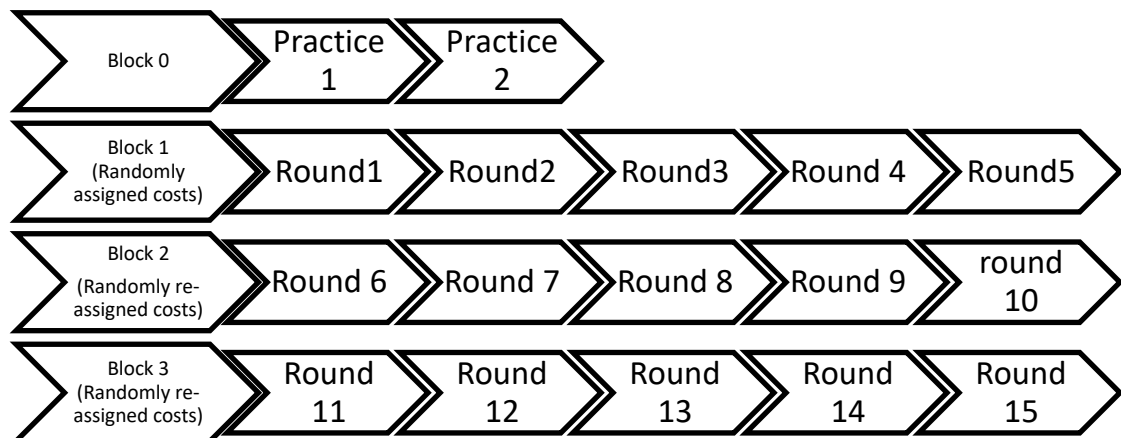 Block 0
Practice
1
Practice
2
Block 1
(Randomly
assigned costs)
Round1
Round2
Round3
Round 4
Round5
Block 2
(Randomly re-
assigned costs)
Round 6
Round 7
Round 8
Round 9
round
10
Block 3
(Randomly re-
assigned costs)
Round
11
Round
12
Round
13
Round
14
Round
15